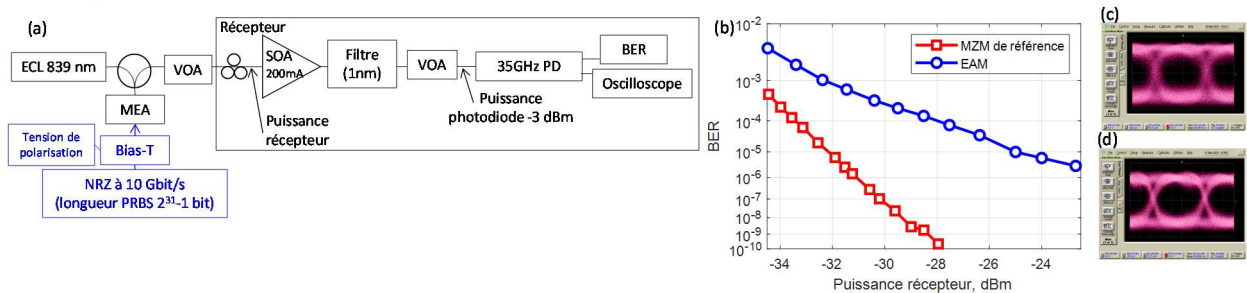 (a)
ECL 839 nm
MEA
Tension de
polarisation
Bias-T
NRZ à 10 Gbit/s
(longueur PRBS 2³¹-1 bit)
VOA
Récepteur
SOA
200mA
Puissance
récepteur
Filtre
(1nm)
VOA
Puissance
photodiode -3 dBm
35GHz PD
BER
Oscilloscope
(b)
MZM de référence
EAM
BER
10⁻²
10⁻³
10⁻⁴
10⁻⁵
10⁻⁶
10⁻⁷
10⁻⁸
10⁻⁹
10⁻¹⁰
-34 -32 -30 -28 -26 -24
Puissance récepteur, dBm
(c)
(d)